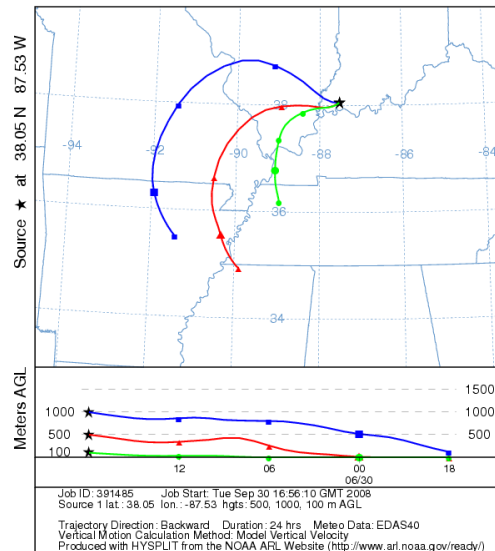 Source ★ at 38.05 N 87.53 W
-94
-92
-90
-88
-86
38
36
34
Meters AGL
1500
1000
1000
500
500
100
12
06
00
18
06/30
Job ID: 391485 Job Start: Tue Sep 30 16:56:10 GMT 2008
Source 1 lat.: 38.05 lon.: -87.53 hgts: 500, 1000, 100 m AGL
Trajectory Direction: Backward Duration: 24 hrs Meteo Data: EDAS40
Vertical Motion Calculation Method: Model Vertical Velocity
Produced with HYSPLIT from the NOAA ARL Website (http://www.arl.noaa.gov/ready/)